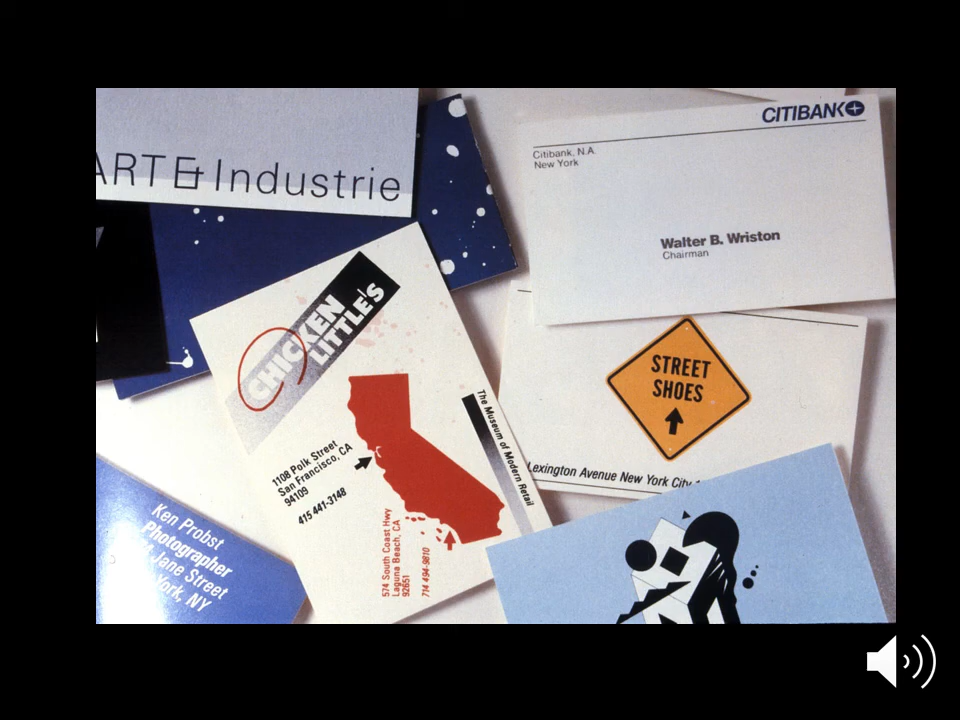 ART & Industrie
CITIBANK
Citibank, N.A.
New York
Walter B. Wriston
Chairman
CHICKEN
LITTLE'S
STREET
SHOES
Lexington Avenue New York City
The Museum of Modern Retail
1108 Polk Street
San Francisco, CA
94109
415 441-3148
574 South Coast Hwy
Laguna Beach, CA
92651
714 494-9810
Ken Probst
Photographer
Jane Street
York, NY